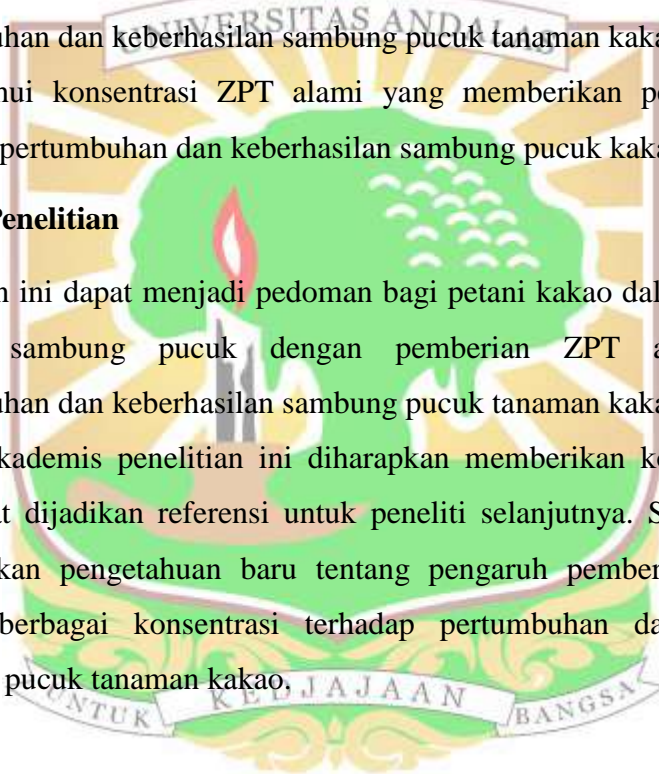 UNIVERSITAS ANDALAS
uhan dan keberhasilan sambung pucuk tanaman kaka
ui konsentrasi ZPT alami yang memberikan p
pertumbuhan dan keberhasilan sambung pucuk kaka
Penelitian
n ini dapat menjadi pedoman bagi petani kakao dal
sambung pucuk dengan pemberian ZPT a
uhan dan keberhasilan sambung pucuk tanaman kaka
kademis penelitian ini diharapkan memberikan k
t dijadikan referensi untuk peneliti selanjutnya. S
kan pengetahuan baru tentang pengaruh pember
berbagai konsentrasi terhadap pertumbuhan da
pucuk tanaman kakao.
UNTUK KEDJAJAAN BANGSA